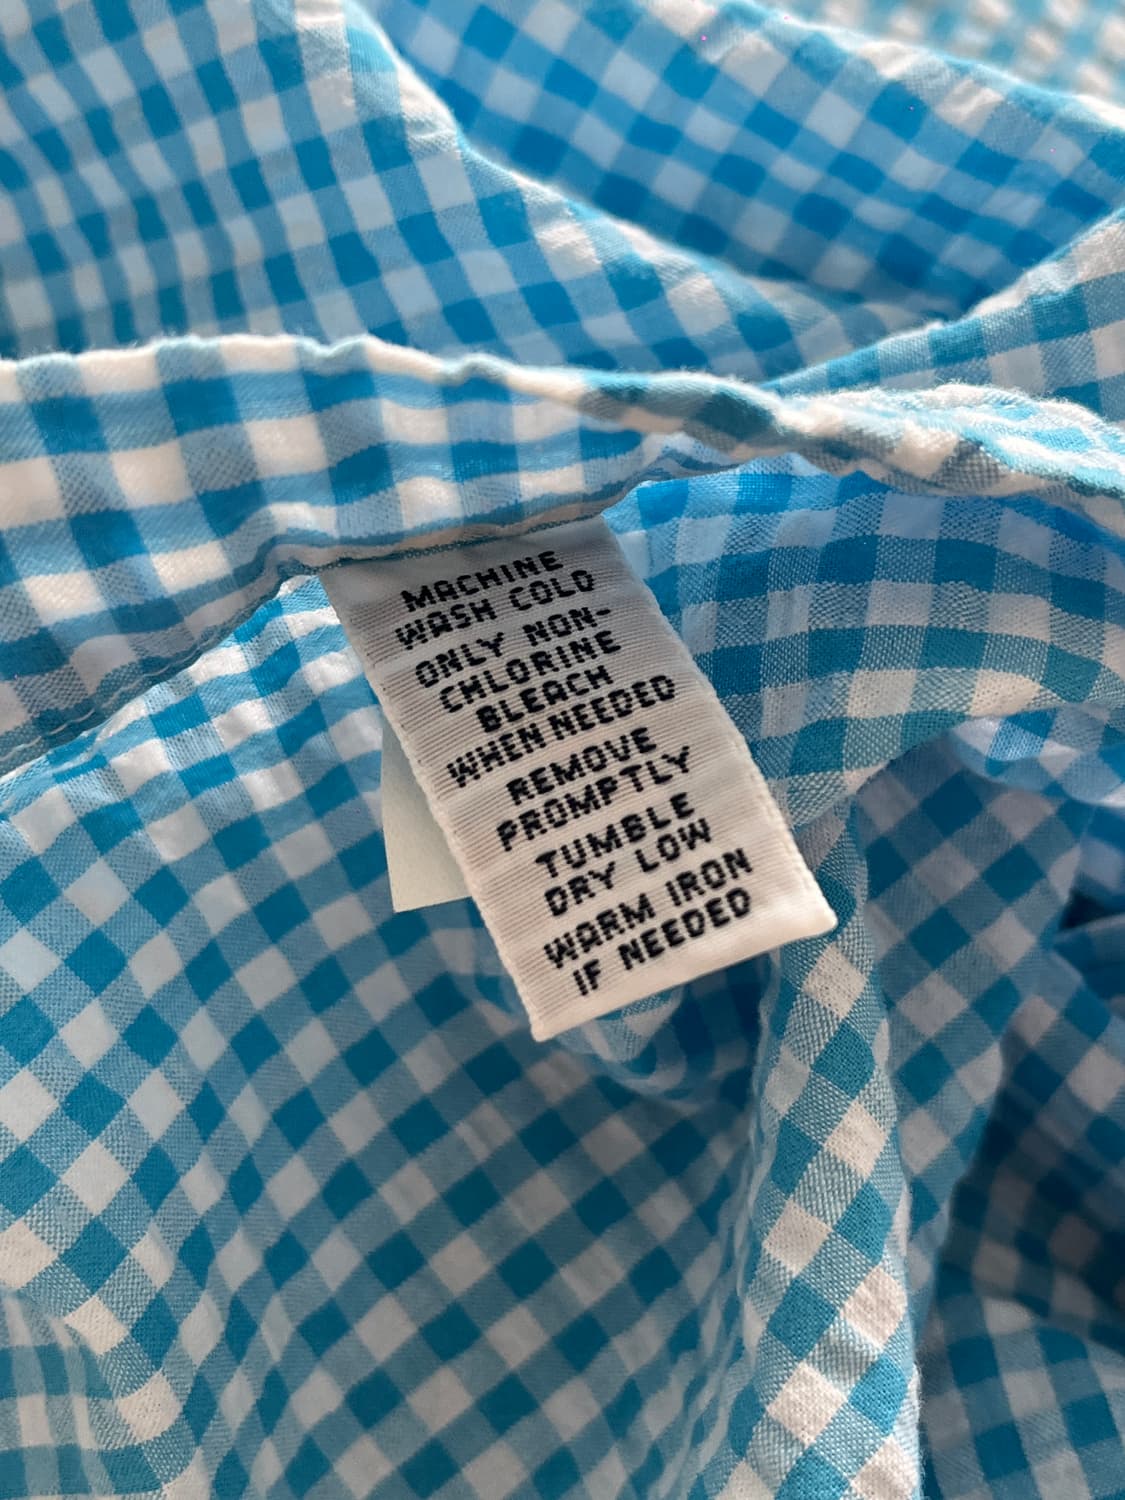 MACHINE
WASH COLD
ONLY NON-
CHLORINE
BLEACH
WHEN NEEDED
REMOVE
PROMPTLY
TUMBLE
DRY LOW
WARM IRON
IF NEEDED